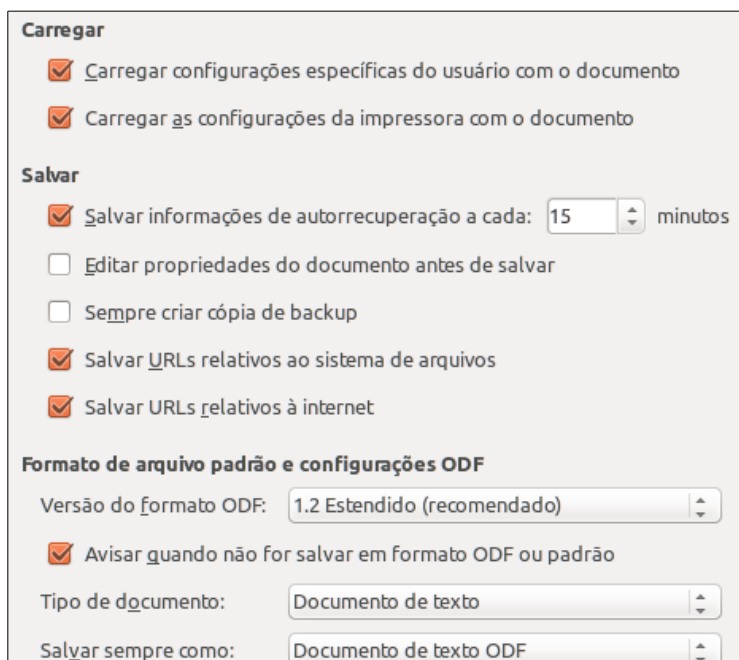 Carregar
Carregar configurações específicas do usuário com o documento
Carregar as configurações da impressora com o documento
Salvar
Salvar informações de autorrecuperação a cada: 15 minutos
Editar propriedades do documento antes de salvar
Sempre criar cópia de backup
Salvar URLs relativos ao sistema de arquivos
Salvar URLs relativos à internet
Formato de arquivo padrão e configurações ODF
Versão do formato ODF: 1.2 Estendido (recomendado)
Avisar quando não for salvar em formato ODF ou padrão
Tipo de documento: Documento de texto
Salvar sempre como: Documento de texto ODF